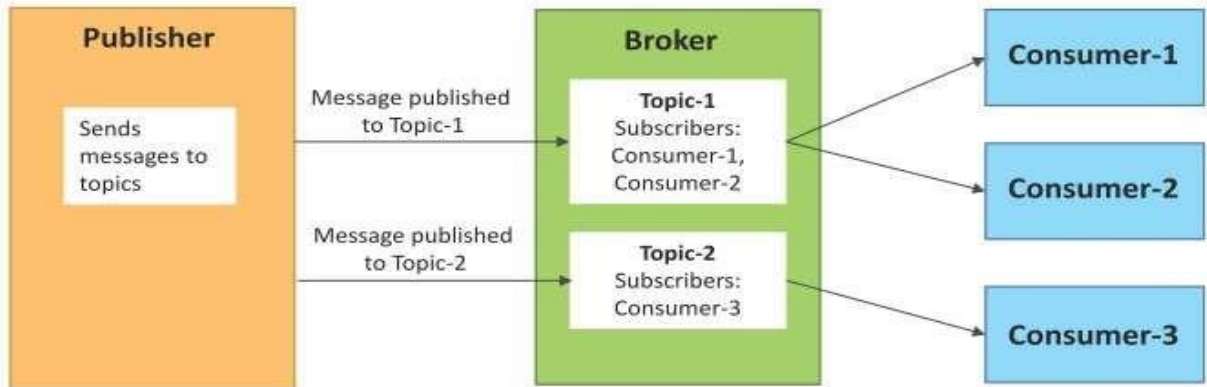 Publisher
Sends
messages to
topics
Message published
to Topic-1
Message published
to Topic-2
Broker
Topic-1
Subscribers:
Consumer-1,
Consumer-2
Topic-2
Subscribers:
Consumer-3
Consumer-1
Consumer-2
Consumer-3